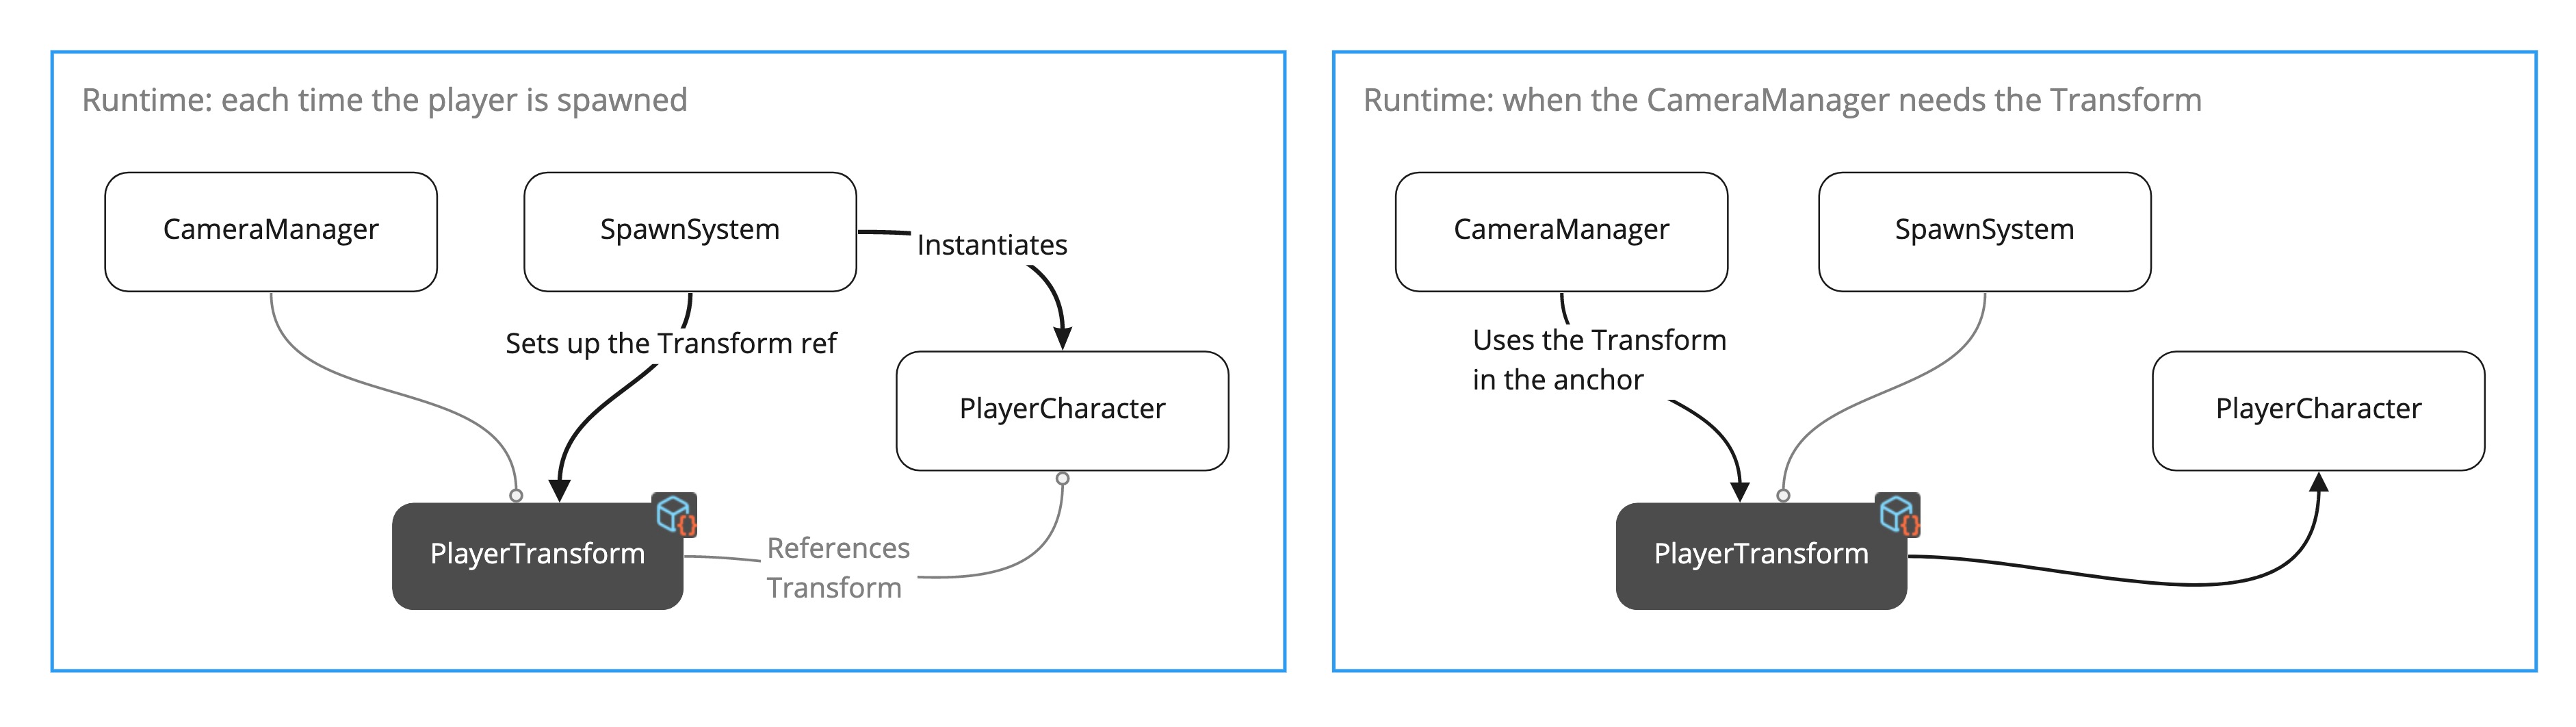 Runtime: each time the player is spawned
CameraManager
SpawnSystem
Instantiates
Sets up the Transform ref
PlayerCharacter
PlayerTransform
{}
References
Transform
Runtime: when the CameraManager needs the Transform
CameraManager
SpawnSystem
Uses the Transform
in the anchor
PlayerCharacter
PlayerTransform
{}